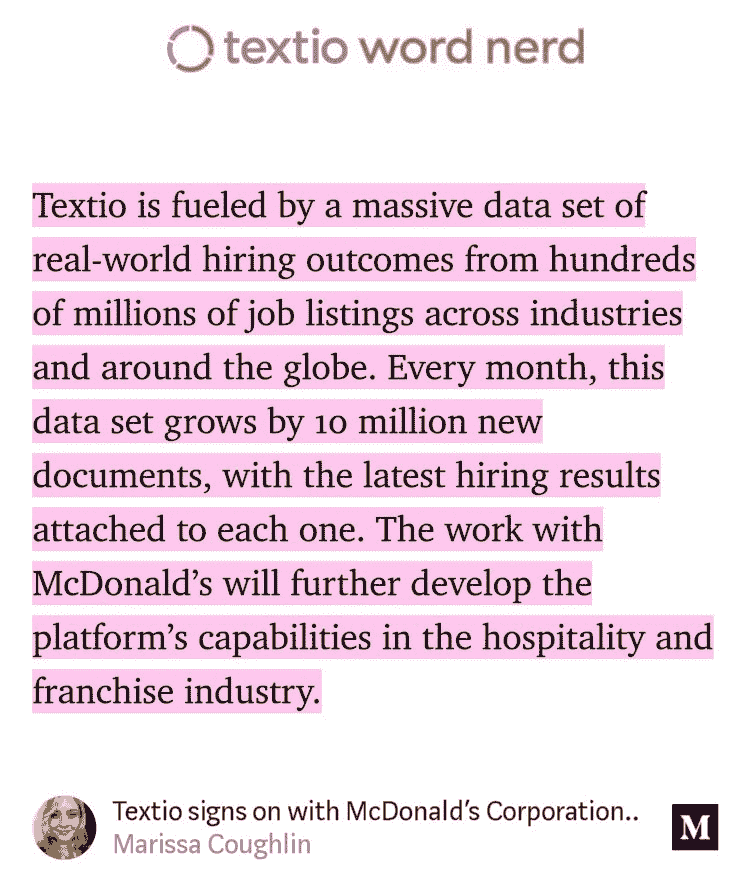 textio word nerd
Textio is fueled by a massive data set of
real-world hiring outcomes from hundreds
of millions of job listings across industries
and around the globe. Every month, this
data set grows by 10 million new
documents, with the latest hiring results
attached to each one. The work with
McDonald’s will further develop the
platform’s capabilities in the hospitality and
franchise industry.
Textio signs on with McDonald’s Corporation..
Marissa Coughlin
M